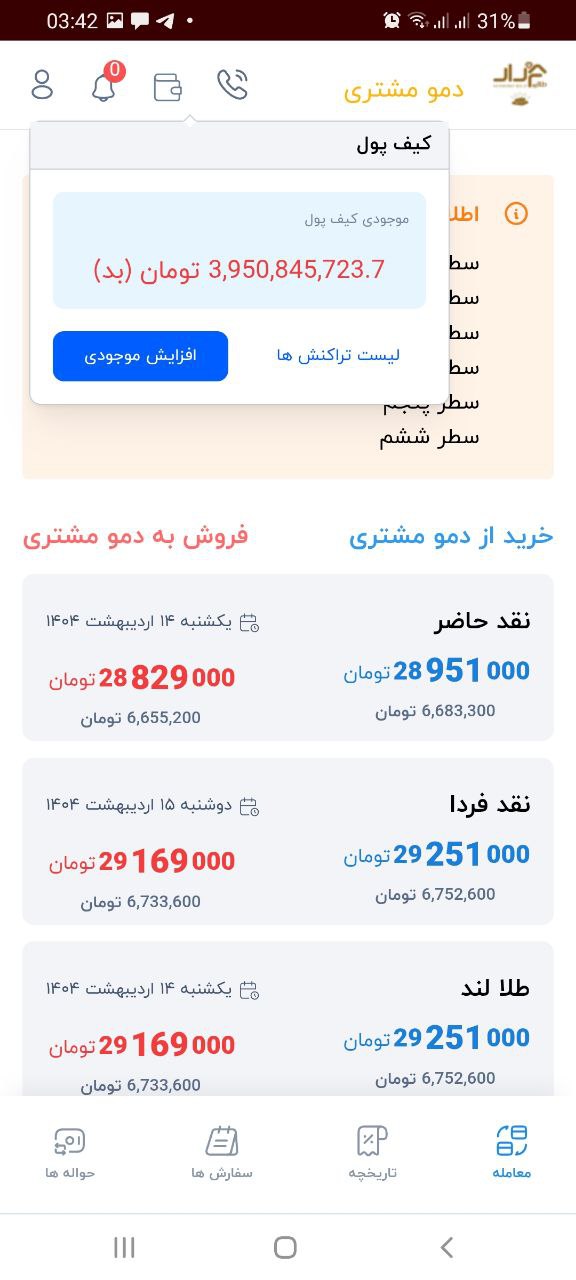 03:42
31%
دمو مشتری
0
کیف پول
موجودی کیف پول
3,950,845,723.7 تومان (بد)
لیست تراکنش ها
افزایش موجودی
سطر پنجم
سطر ششم
خرید از دمو مشتری
فروش به دمو مشتری
نقد حاضر
یکشنبه ۱۴ اردیبهشت ۱۴۰۴
28 951 000 تومان
28 829 000 تومان
6,683,300 تومان
6,655,200 تومان
نقد فردا
دوشنبه ۱۵ اردیبهشت ۱۴۰۴
29 251 000 تومان
29 169 000 تومان
6,752,600 تومان
6,733,600 تومان
طلا لند
یکشنبه ۱۴ اردیبهشت ۱۴۰۴
29 251 000 تومان
29 169 000 تومان
6,752,600 تومان
6,733,600 تومان
معامله
تاریخچه
سفارش ها
حواله ها